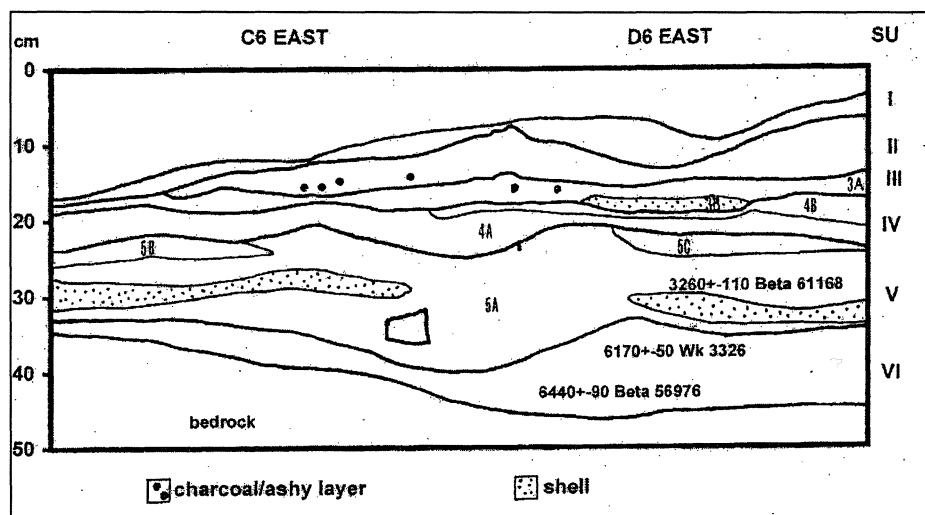 cm C6 EAST D6 EAST SU
0
I
10
II
III
3A
3B
4B
20
IV
4A
5B
5C
3260+-110 Beta 61168
30
V
5A
6170+-50 Wk 3326
VI
40
6440+-90 Beta 56976
bedrock
50
charcoal/ashy layer shell